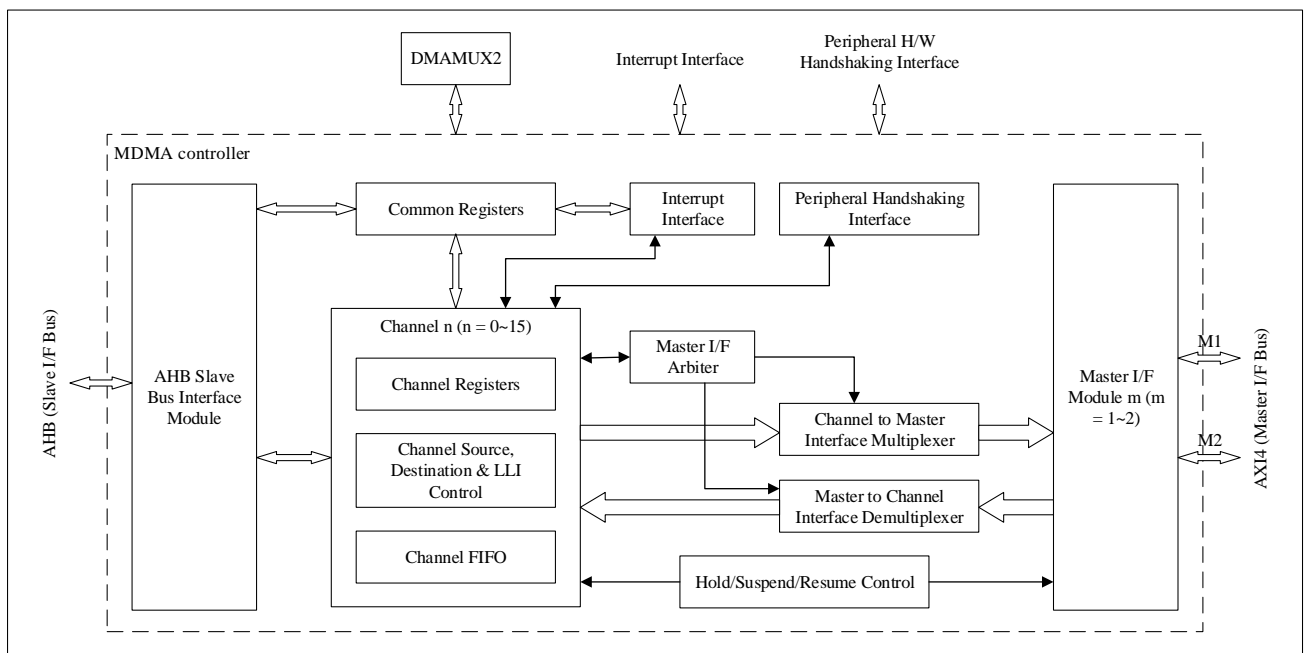 DMAMUX2
Interrupt Interface
Peripheral H/W
Handshaking Interface
MDMA controller
Common Registers
Interrupt
Interface
Peripheral Handshaking
Interface
AHB (Slave I/F Bus)
AHB Slave
Bus Interface
Module
Channel n (n = 0~15)
Channel Registers
Channel Source,
Destination & LLI
Control
Channel FIFO
Master I/F
Arbiter
Channel to Master
Interface Multiplexer
Master to Channel
Interface Demultiplexer
Hold/Suspend/Resume Control
Master I/F
Module m (m
= 1~2)
M1
M2
AXI4 (Master I/F Bus)